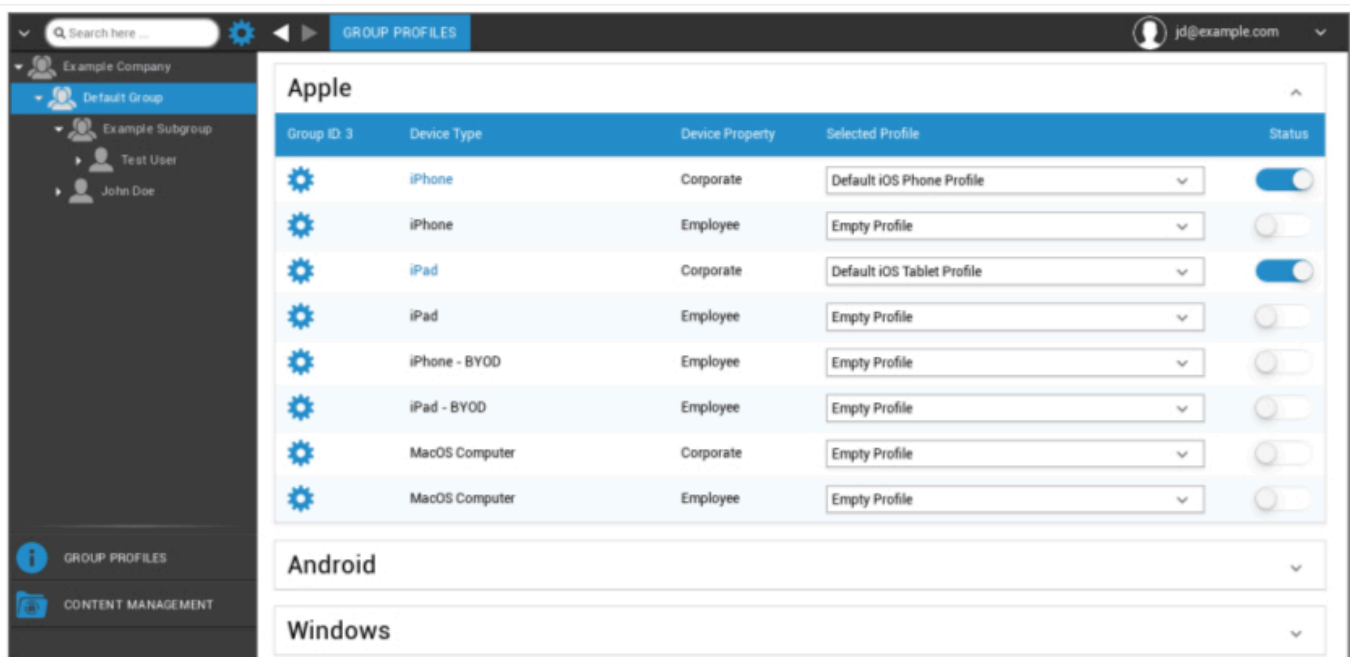 Search here ...
GROUP PROFILES
jd@example.com
Example Company
Default Group
Example Subgroup
Test User
John Doe
GROUP PROFILES
CONTENT MANAGEMENT
Apple
Group ID: 3 Device Type Device Property Selected Profile Status
iPhone Corporate Default iOS Phone Profile
iPhone Employee Empty Profile
iPad Corporate Default iOS Tablet Profile
iPad Employee Empty Profile
iPhone - BYOD Employee Empty Profile
iPad - BYOD Employee Empty Profile
MacOS Computer Corporate Empty Profile
MacOS Computer Employee Empty Profile
Android
Windows